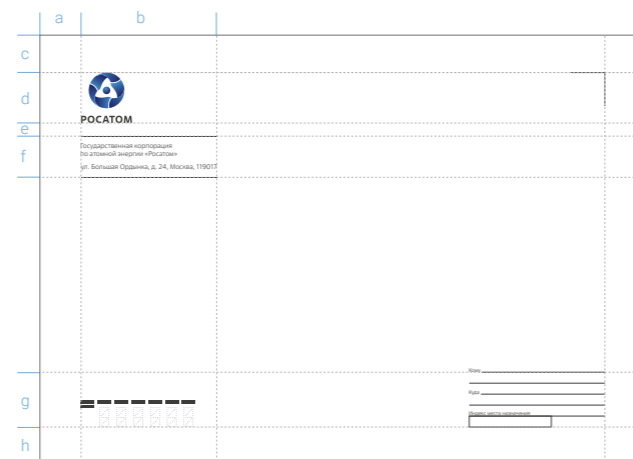 a
b
c
d
РОСАТОМ
e
f
Государственная корпорация
по атомной энергии «Росатом»
ул. Большая Ордынка, д. 24, Москва, 119017
g
Кому
Куда
Индекс места назначения
h